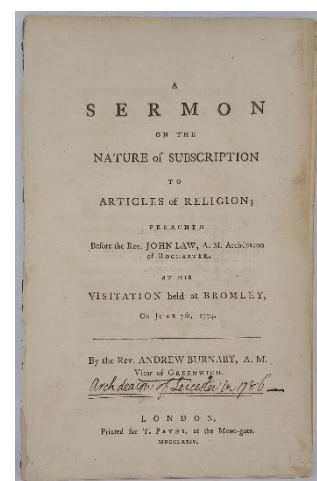 A
SERMON
ON THE
NATURE of SUBSCRIPTION
TO
ARTICLES of RELIGION;
PREACHED
Before the Rev. JOHN LAW, A. M. Archdeacon
of ROCHESTER.
AT HIS
VISITATION held at BROMLEY,
On JUNE 7th, 1774.
By the Rev. ANDREW BURNABY, A. M.
Vicar of GREENWICH.
Archdeacon of Leicester in 1786
LONDON,
Printed for T. PAYNE, at the Mews-gate.
MDCCLXXIV.